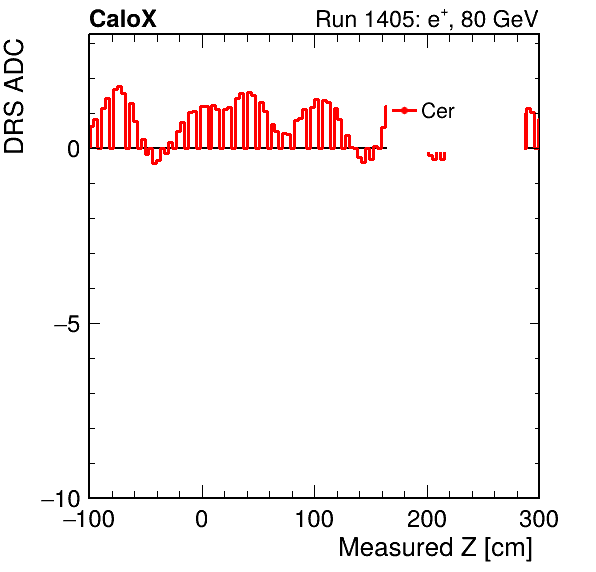 CaloX
Run 1405: e⁺, 80 GeV
DRS ADC
Cer
0
−5
−10
−100 0 100 200 300
Measured Z [cm]